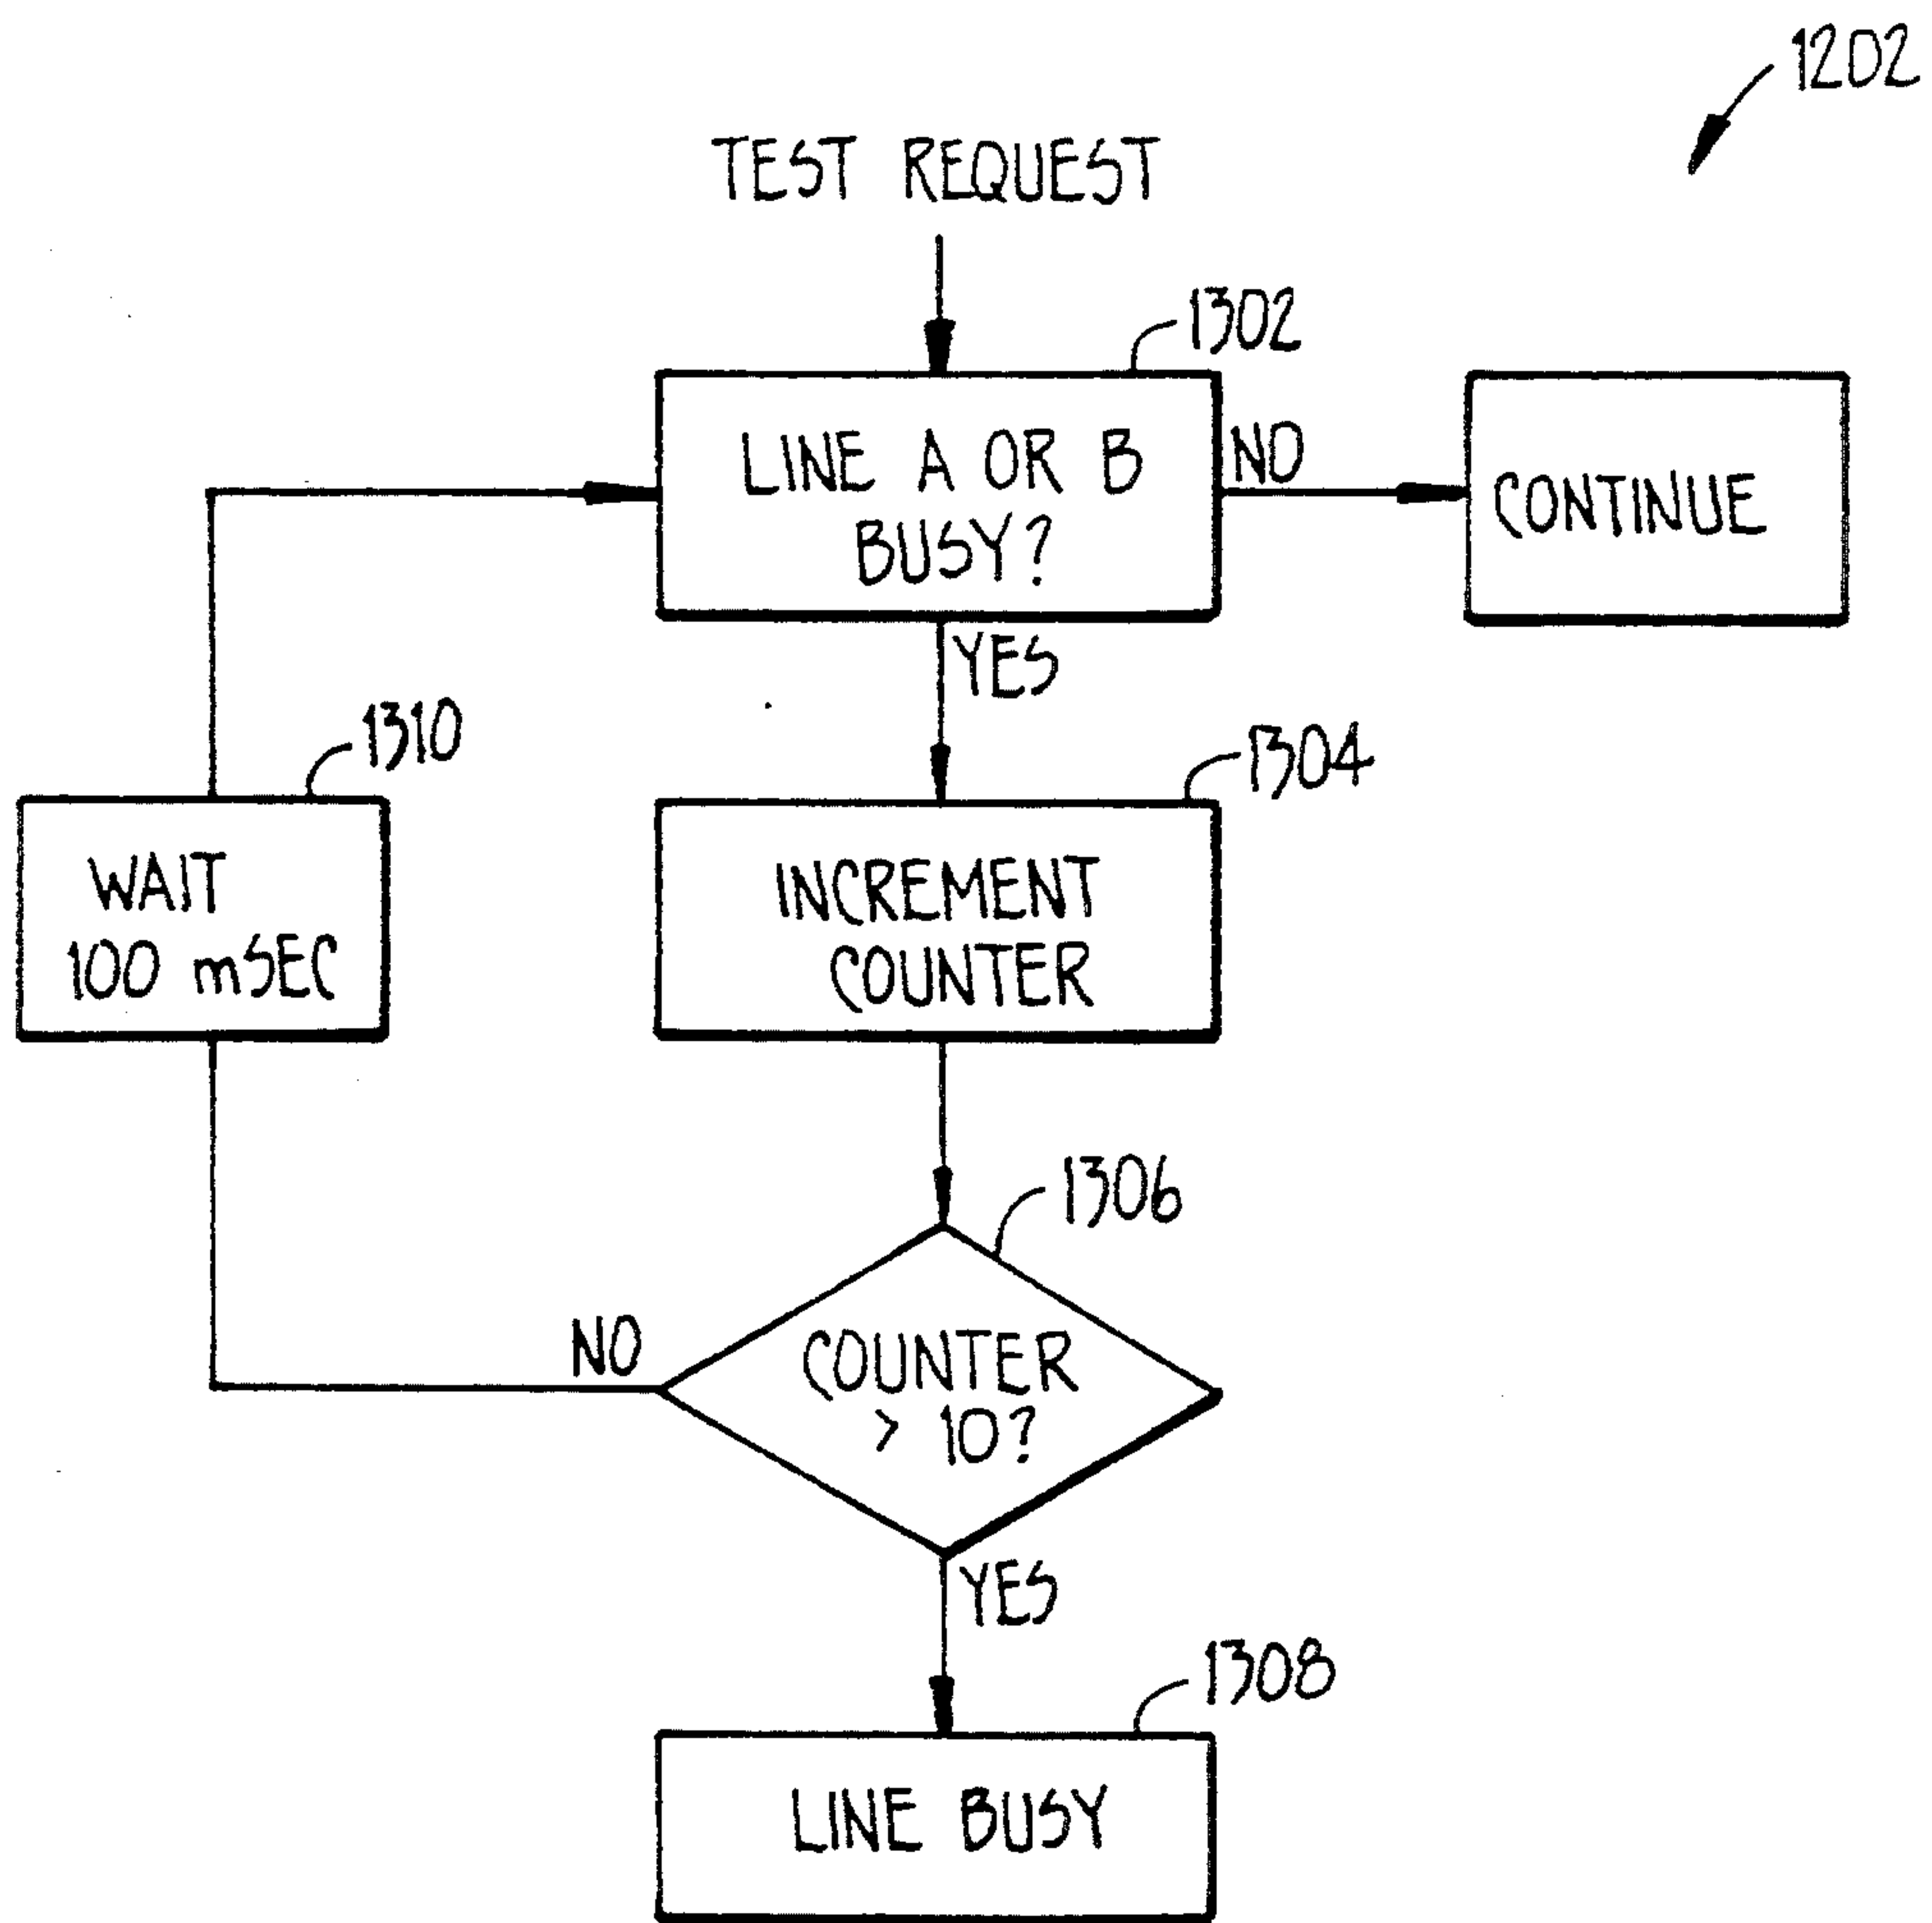 1202
TEST REQUEST
1302
LINE A OR B
BUSY?
NO
CONTINUE
YES
1310
1304
WAIT
100 mSEC
INCREMENT
COUNTER
1306
NO
COUNTER
> 10?
YES
1308
LINE BUSY